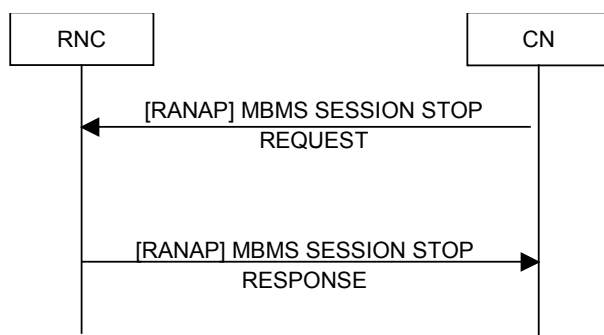 RNC
CN
[RANAP] MBMS SESSION STOP
REQUEST
[RANAP] MBMS SESSION STOP
RESPONSE